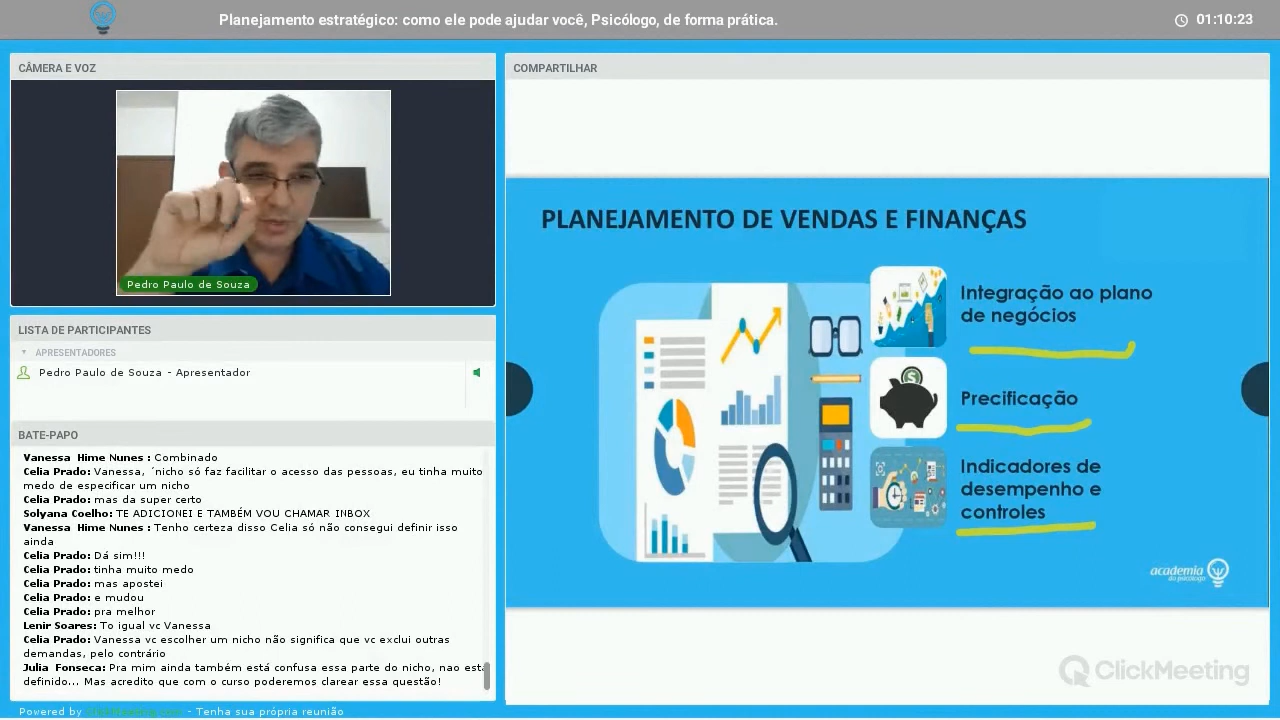 Planejamento estratégico: como ele pode ajudar você, Psicólogo, de forma prática.
01:10:23
CÂMERA E VOZ
Pedro Paulo de Souza
LISTA DE PARTICIPANTES
APRESENTADORES
Pedro Paulo de Souza - Apresentador
BATE-PAPO
Vanessa Hime Nunes : Combinado
Celia Prado: Vanessa, ´nicho só faz facilitar o acesso das pessoas, eu tinha muito
medo de especificar um nicho
Celia Prado: mas da super certo
Solyana Coelho: TE ADICIONEI E TAMBÉM VOU CHAMAR INBOX
Vanessa Hime Nunes : Tenho certeza disso Celia só não consegui definir isso
ainda
Celia Prado: Dá sim!!!
Celia Prado: tinha muito medo
Celia Prado: mas apostei
Celia Prado: e mudou
Celia Prado: pra melhor
Lenir Soares: To igual vc Vanessa
Celia Prado: Vanessa vc escolher um nicho não significa que vc exclui outras
demandas, pelo contrário
Julia Fonseca: Pra mim ainda também está confusa essa parte do nicho, nao está
definido... Mas acredito que com o curso poderemos clarear essa questão!
Powered by ClickMeeting.com - Tenha sua própria reunião
COMPARTILHAR
PLANEJAMENTO DE VENDAS E FINANÇAS
Integração ao plano
de negócios
Precificação
Indicadores de
desempenho e
controles
academia
do psicólogo
ClickMeeting